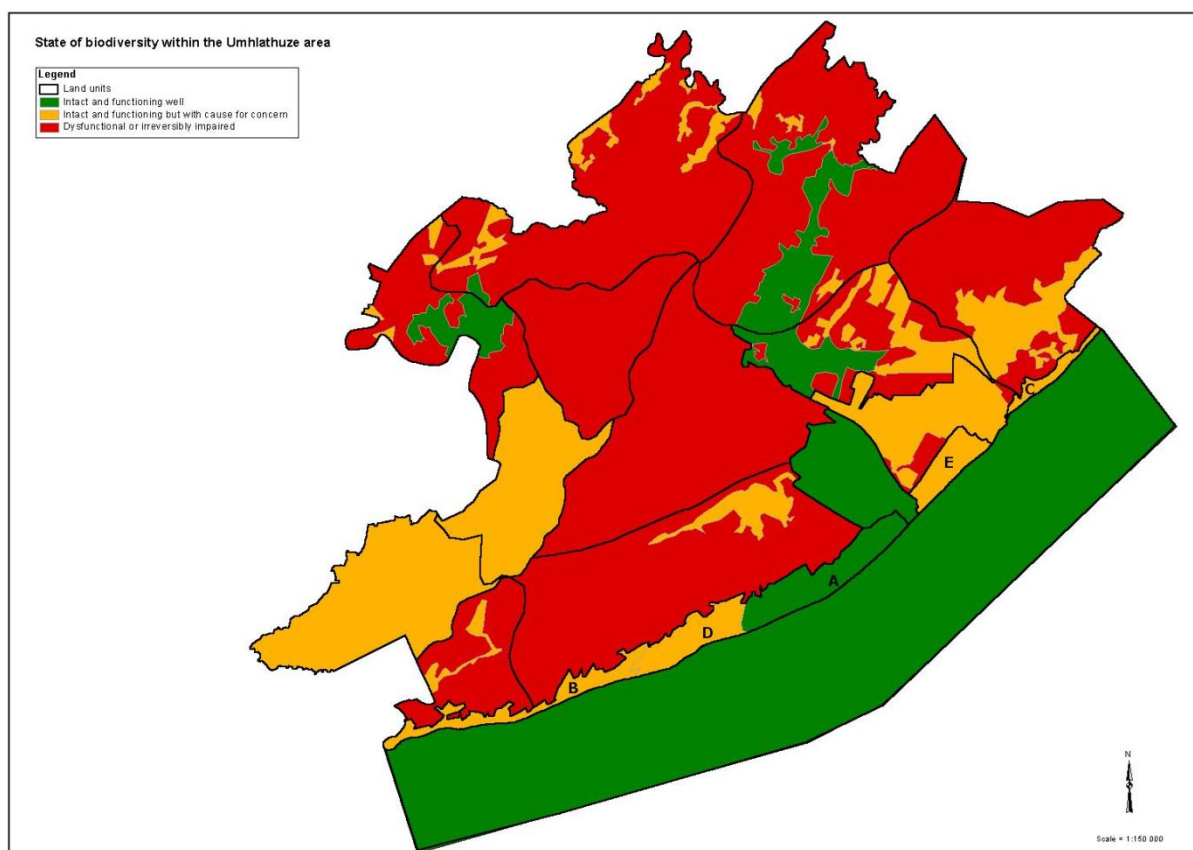 State of biodiversity within the Umhlathuze area
Legend
Land units
Intact and functioning well
Intact and functioning but with cause for concern
Dysfunctional or irreversibly impaired
C
E
A
D
B
N
Scale = 1:150 000